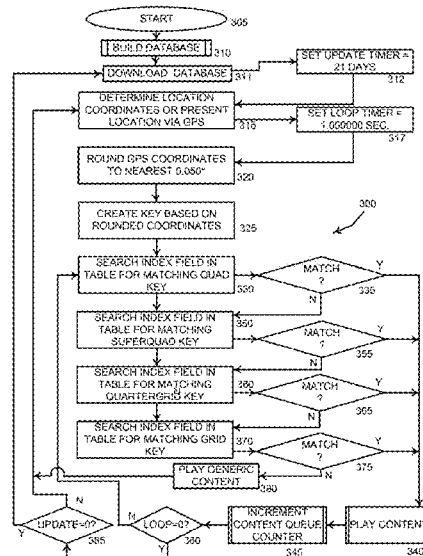 START
305
BUILD DATABASE
310
DOWNLOAD DATABASE
311
SET UPDATE TIMER =
21 DAYS
312
DETERMINE LOCATION
COORDINATES OR PRESENT
LOCATION VIA GPS
316
SET LOOP TIMER =
1.000000 SEC.
317
ROUND GPS COORDINATES
TO NEAREST 0.050°
320
CREATE KEY BASED ON
ROUNDED COORDINATES
325
300
SEARCH INDEX FIELD IN
TABLE FOR MATCHING QUAD
KEY
330
MATCH
?
335
Y
N
SEARCH INDEX FIELD IN
TABLE FOR MATCHING
SUPERQUAD KEY
350
MATCH
?
355
Y
N
SEARCH INDEX FIELD
IN TABLE FOR MATCHING
QUARTERGRID KEY
360
MATCH
?
365
Y
N
SEARCH INDEX FIELD IN
TABLE FOR MATCHING GRID
KEY
370
MATCH
?
375
Y
N
PLAY GENERIC
CONTENT
380
N
UPDATE=0?
385
Y
N
LOOP=0?
Y
INCREMENT
CONTENT QUEUE
COUNTER
345
PLAY CONTENT
340